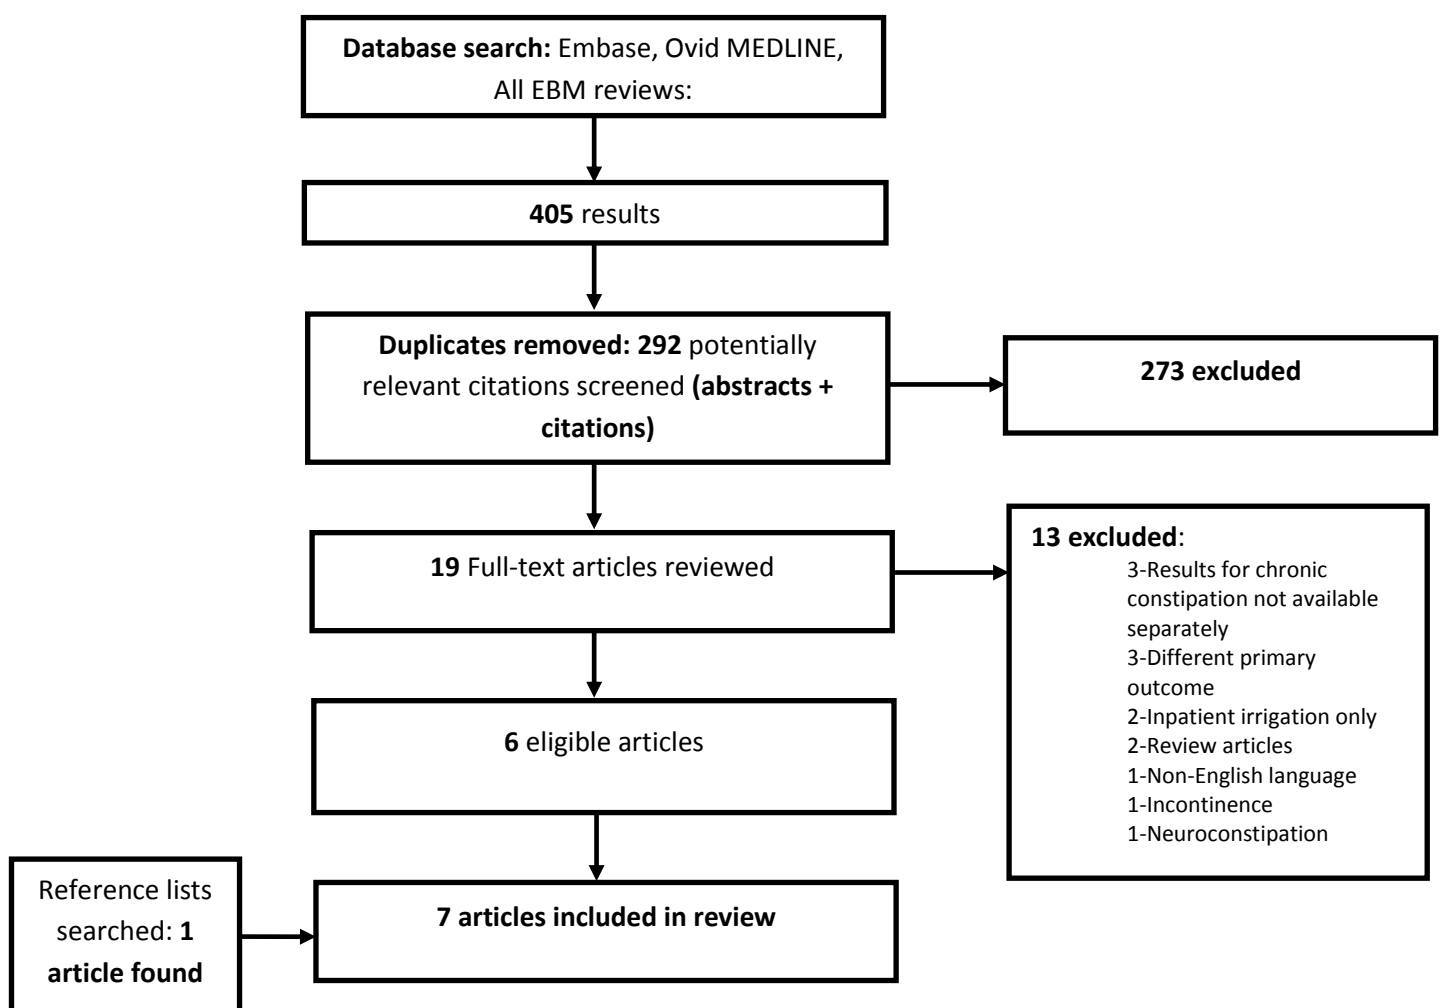 Database search: Embase, Ovid MEDLINE,
All EBM reviews:
405 results
Duplicates removed: 292 potentially
relevant citations screened (abstracts +
citations)
273 excluded
19 Full-text articles reviewed
13 excluded:
3-Results for chronic
constipation not available
separately
3-Different primary
outcome
2-Inpatient irrigation only
2-Review articles
1-Non-English language
1-Incontinence
1-Neuroconstipation
6 eligible articles
Reference lists
searched: 1
article found
7 articles included in review